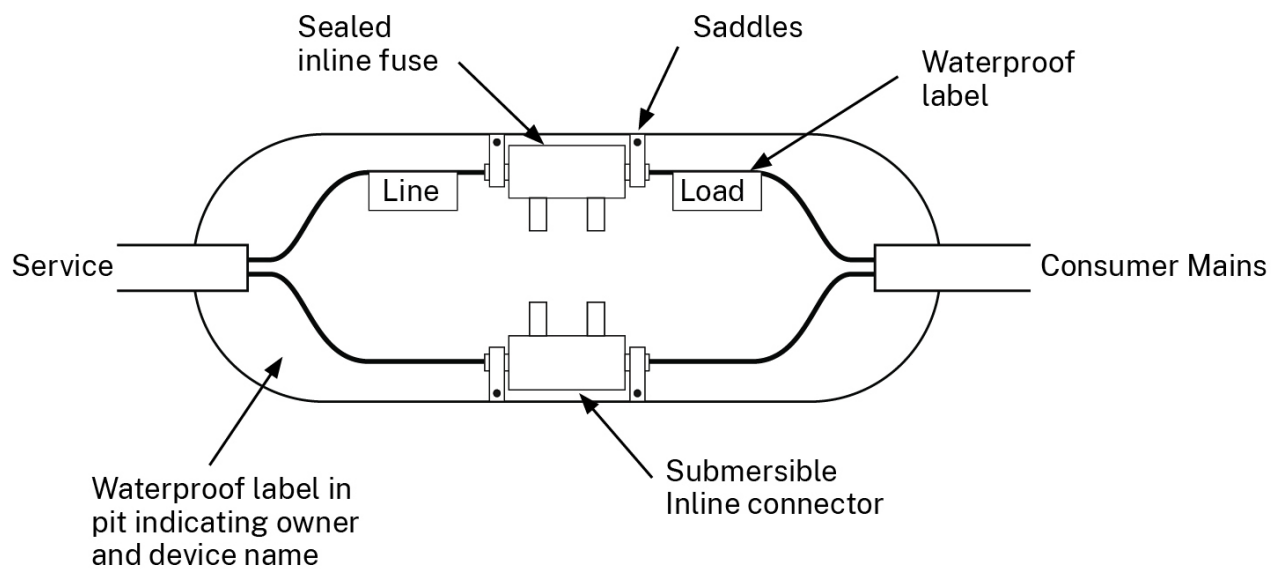 Sealed
inline fuse
Saddles
Waterproof
label
Line
Load
Service
Consumer Mains
Waterproof label in
pit indicating owner
and device name
Submersible
Inline connector